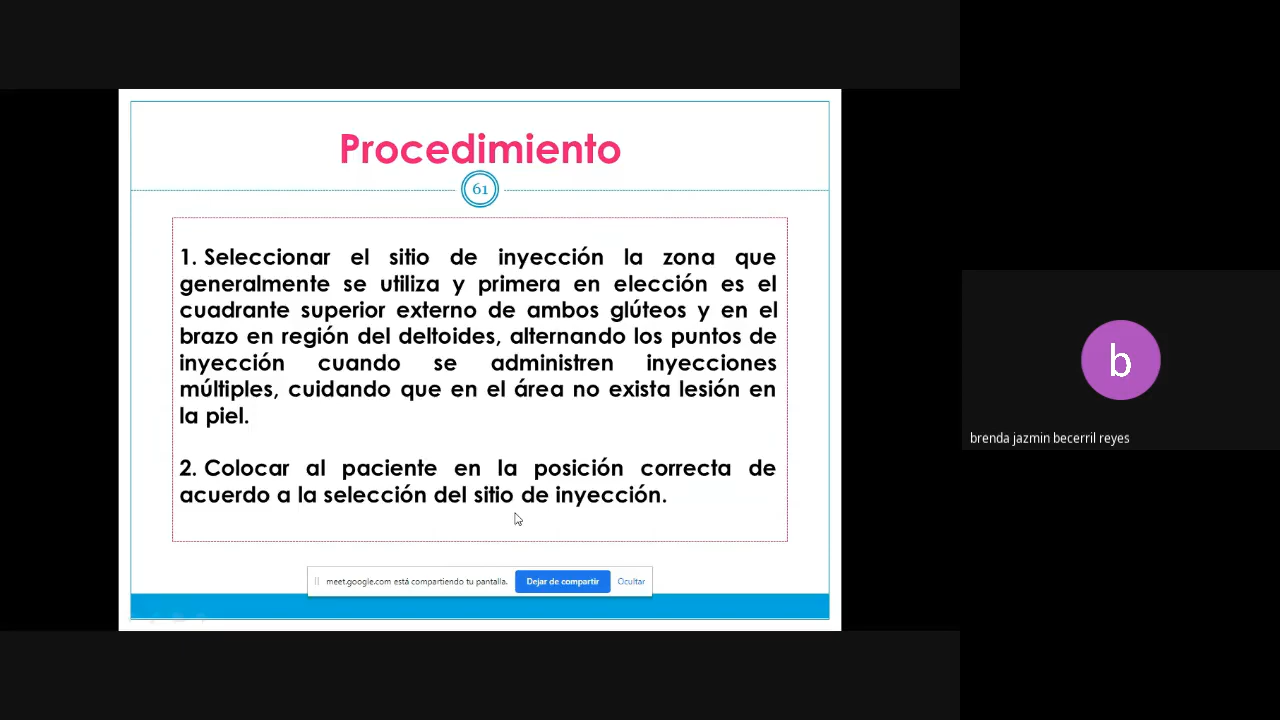 Procedimiento
61
1. Seleccionar el sitio de inyección la zona que
generalmente se utiliza y primera en elección es el
cuadrante superior externo de ambos glúteos y en el
brazo en región del deltoides, alternando los puntos de
inyección cuando se administren inyecciones
múltiples, cuidando que en el área no exista lesión en
la piel.
2. Colocar al paciente en la posición correcta de
acuerdo a la selección del sitio de inyección.
meet.google.com está compartiendo tu pantalla. Dejar de compartir Ocultar
b
brenda jazmin becerril reyes